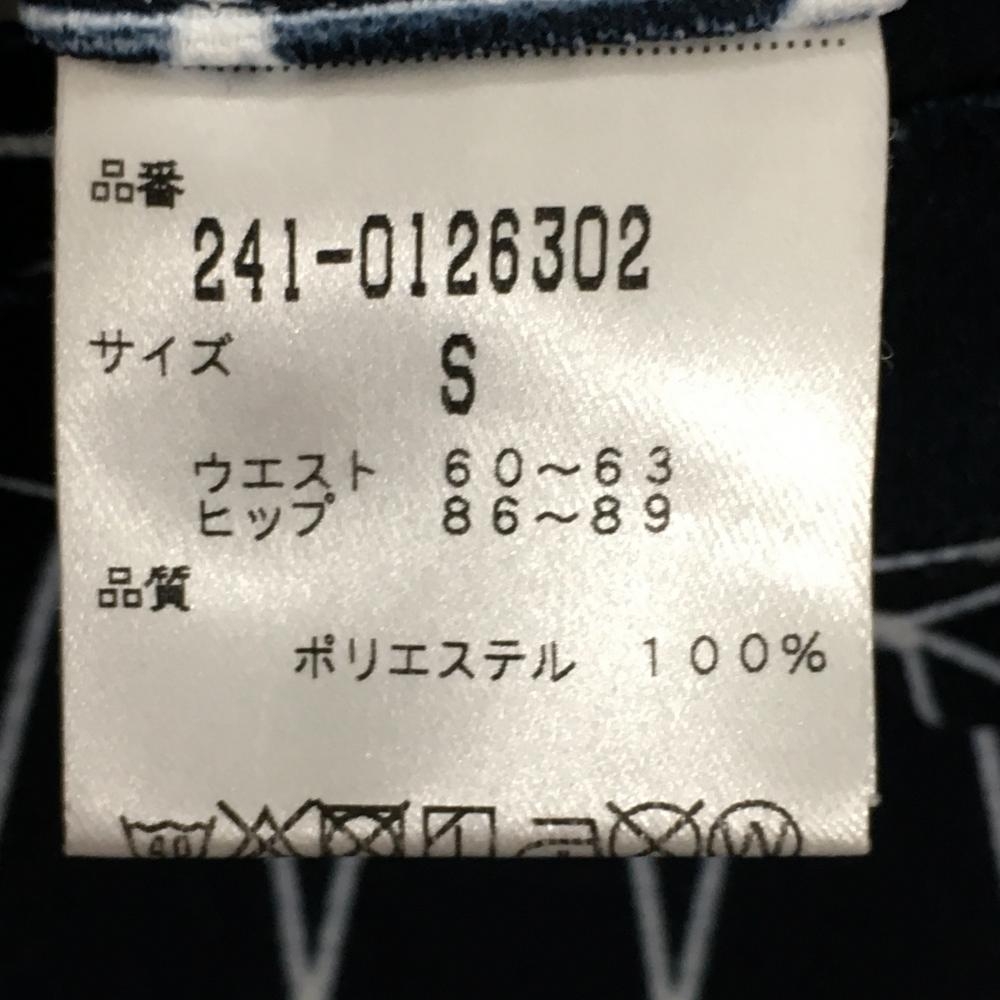 品番
241-0126302
サイズ S
ウエスト 60～63
ヒップ 86～89
品質
ポリエステル 100%
W